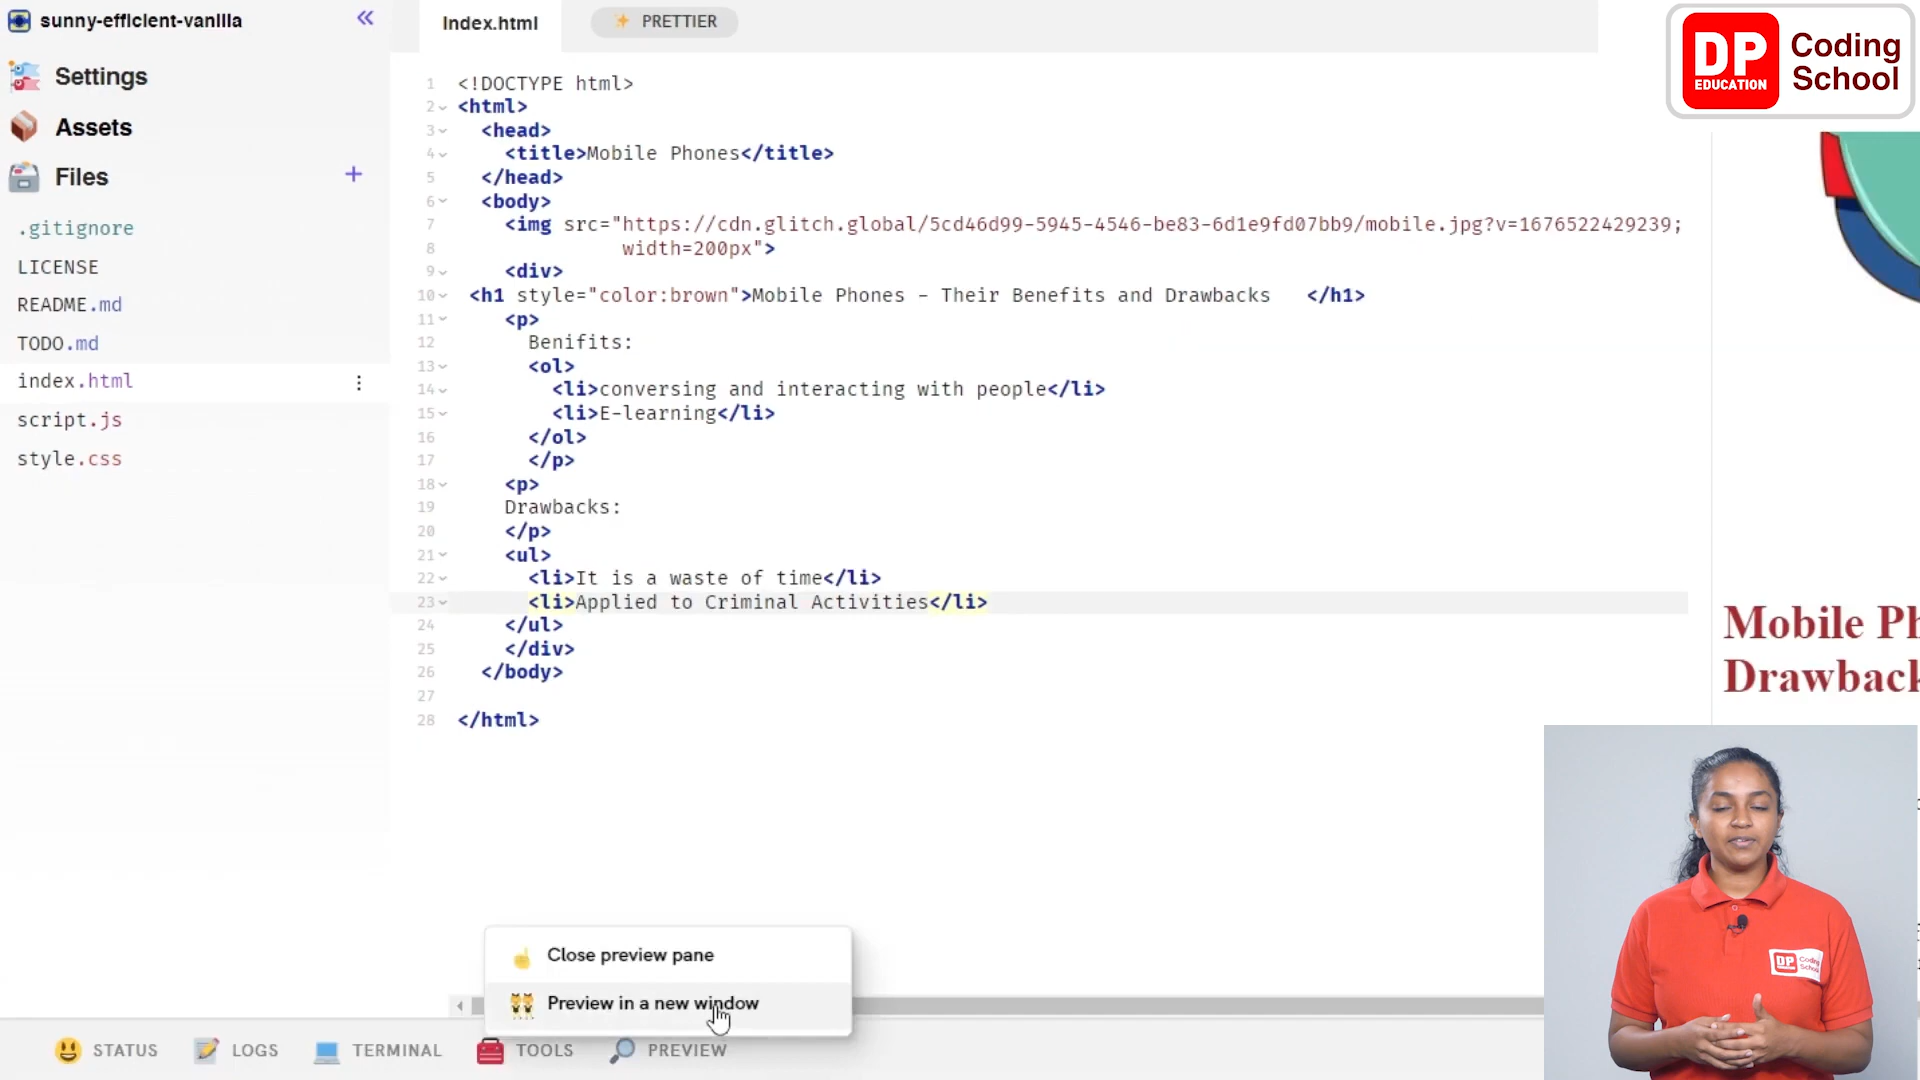 sunny-efficient-vanilla
«
Settings
Assets
Files
+
.gitignore
LICENSE
README.md
TODO.md
index.html
script.js
style.css
Index.html
PRETTIER
1 <!DOCTYPE html>
2 <html>
3 <head>
4 <title>Mobile Phones</title>
5 </head>
6 <body>
7 <img src="https://cdn.glitch.global/5cd46d99-5945-4546-be83-6d1e9fd07bb9/mobile.jpg?v=1676522429239;
8 width=200px">
9 <div>
10 <h1 style="color:brown">Mobile Phones - Their Benefits and Drawbacks </h1>
11 <p>
12 Benifits:
13 <ol>
14 <li>conversing and interacting with people</li>
15 <li>E-learning</li>
16 </ol>
17 </p>
18 <p>
19 Drawbacks:
20 </p>
21 <ul>
22 <li>It is a waste of time</li>
23 <li>Applied to Criminal Activities</li>
24 </ul>
25 </div>
26 </body>
27
28 </html>
DP EDUCATION
Coding
School
Mobile Ph
Drawback
DP Coding School
Close preview pane
Preview in a new window
STATUS
LOGS
TERMINAL
TOOLS
PREVIEW